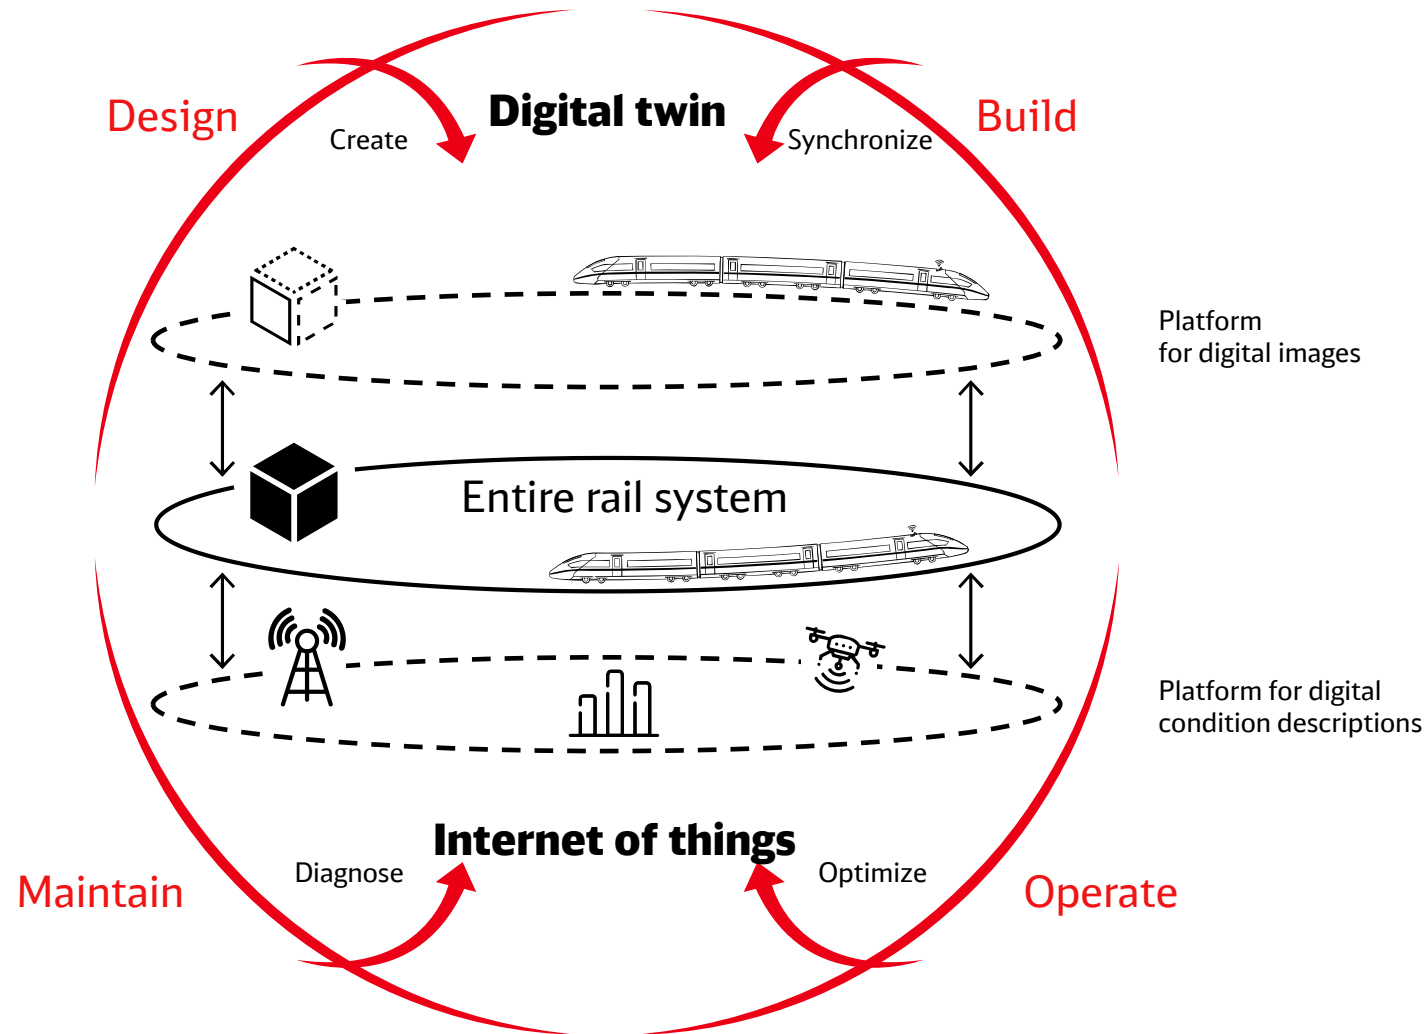 Digital twin
Design
Build
Create
Synchronize
Platform
for digital images
Entire rail system
Platform for digital
condition descriptions
Internet of things
Diagnose
Optimize
Maintain
Operate